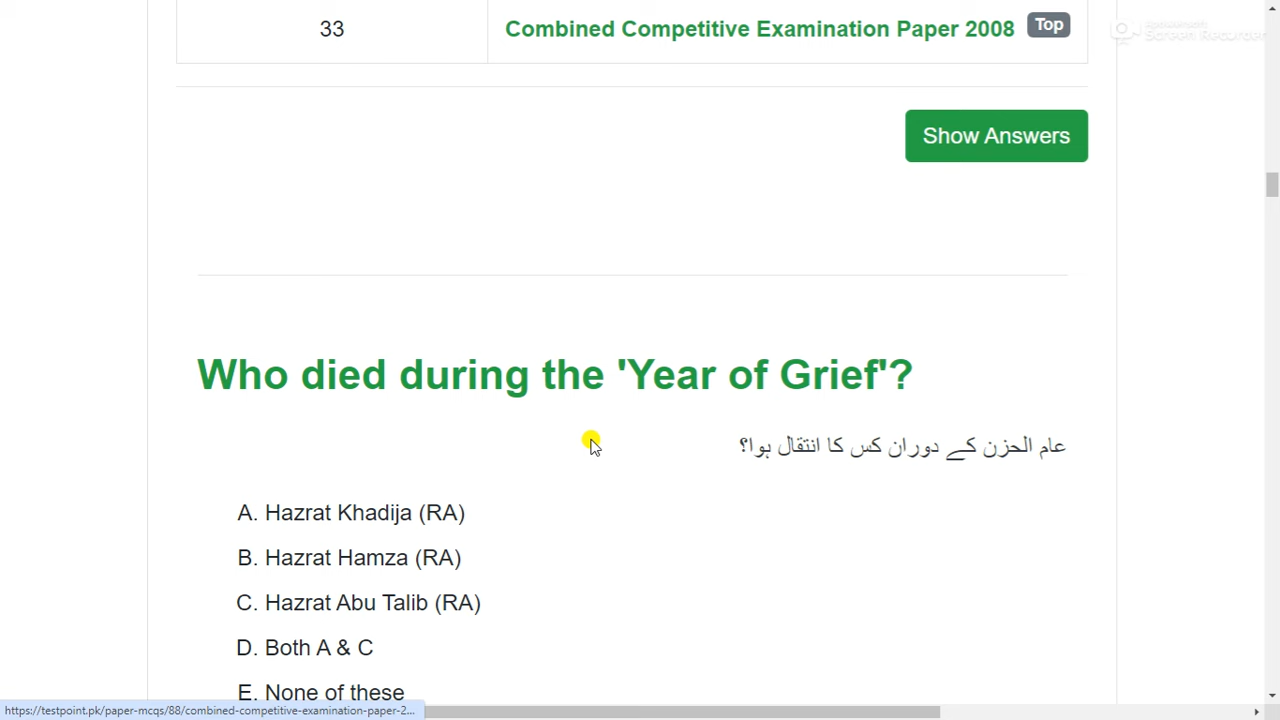 33
Combined Competitive Examination Paper 2008 Top
Screen Recorder
Show Answers
Who died during the 'Year of Grief'?
عام الحزن کے دوران کس کا انتقال ہوا؟
A. Hazrat Khadija (RA)
B. Hazrat Hamza (RA)
C. Hazrat Abu Talib (RA)
D. Both A & C
E. None of these
https://testpoint.pk/paper-mcqs/88/combined-competitive-examination-paper-2...